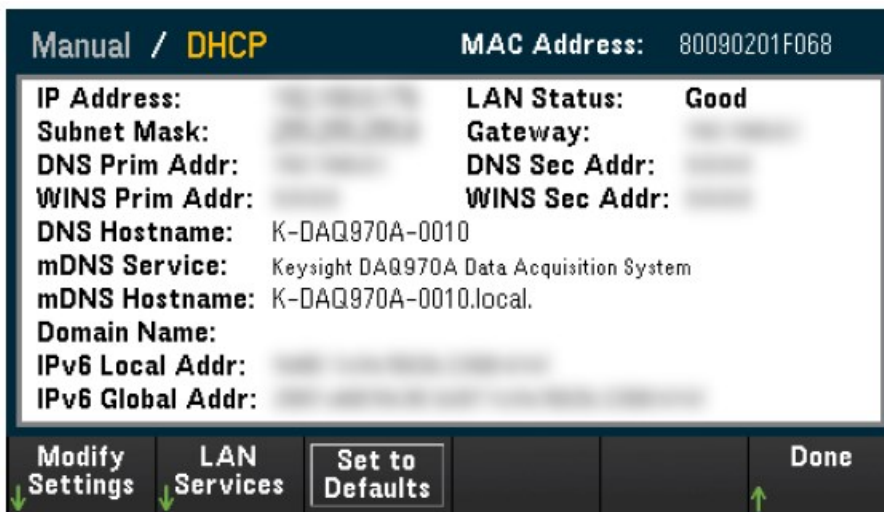 Manual / DHCP MAC Address: 80090201F068
IP Address: LAN Status: Good
Subnet Mask: Gateway:
DNS Prim Addr: DNS Sec Addr:
WINS Prim Addr: WINS Sec Addr:
DNS Hostname: K-DAQ970A-0010
mDNS Service: Keysight DAQ970A Data Acquisition System
mDNS Hostname: K-DAQ970A-0010.local.
Domain Name:
IPv6 Local Addr:
IPv6 Global Addr:
Modify Settings
LAN Services
Set to Defaults
Done